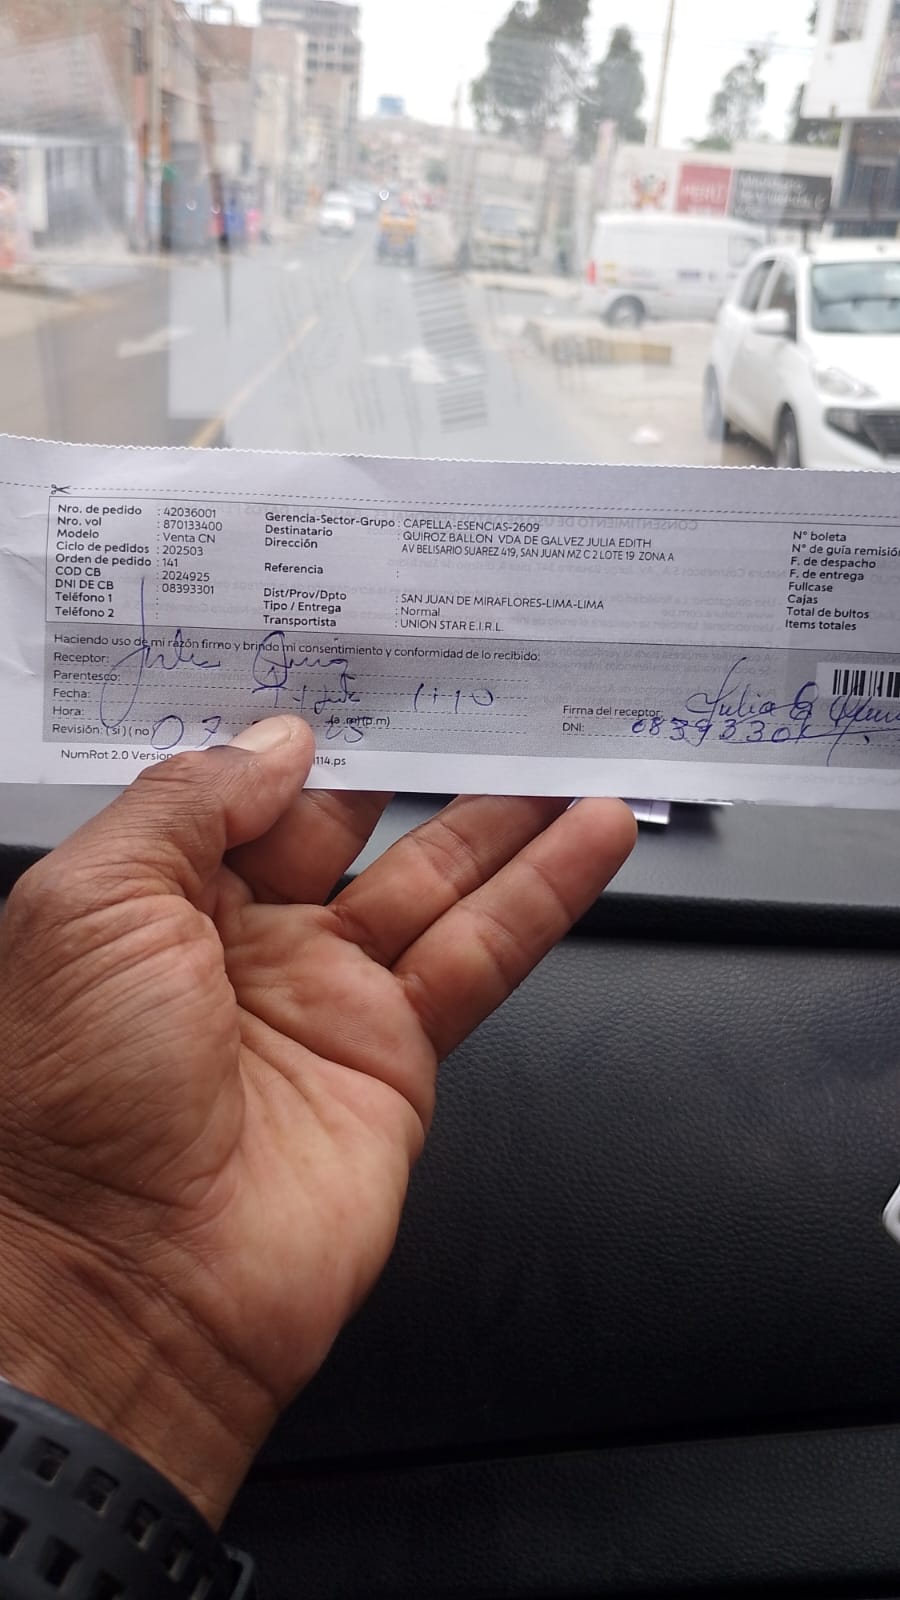 PERÚ
Nro. de pedido : 42036001
Nro. vol : 870133400
Modelo : Venta CN
Ciclo de pedidos : 202503
Orden de pedido : 141
COD CB : 2024925
DNI DE CB : 08393301
Teléfono 1 :
Teléfono 2 :
Gerencia-Sector-Grupo : CAPELLA-ESENCIAS-2609
Destinatario : QUIROZ BALLON VDA DE GALVEZ JULIA EDITH
Dirección AV BELISARIO SUAREZ 419, SAN JUAN MZ C 2 LOTE 19 ZONA A
Referencia :
Dist/Prov/Dpto : SAN JUAN DE MIRAFLORES-LIMA-LIMA
Tipo / Entrega : Normal
Transportista : UNION STAR E.I.R.L.
N° boleta
N° de guía remisió
F. de despacho
F. de entrega
Fullcase
Cajas
Total de bultos
Items totales
Haciendo uso de mi razón firmo y brindo mi consentimiento y conformidad de lo recibido:
Receptor:
Parentesco:
Fecha:
Hora: (a.m)(p.m)
Revisión: (si) (no
Firma del receptor: Julia Q
DNI: 08393301
NumRot 2.0 Version
114.ps